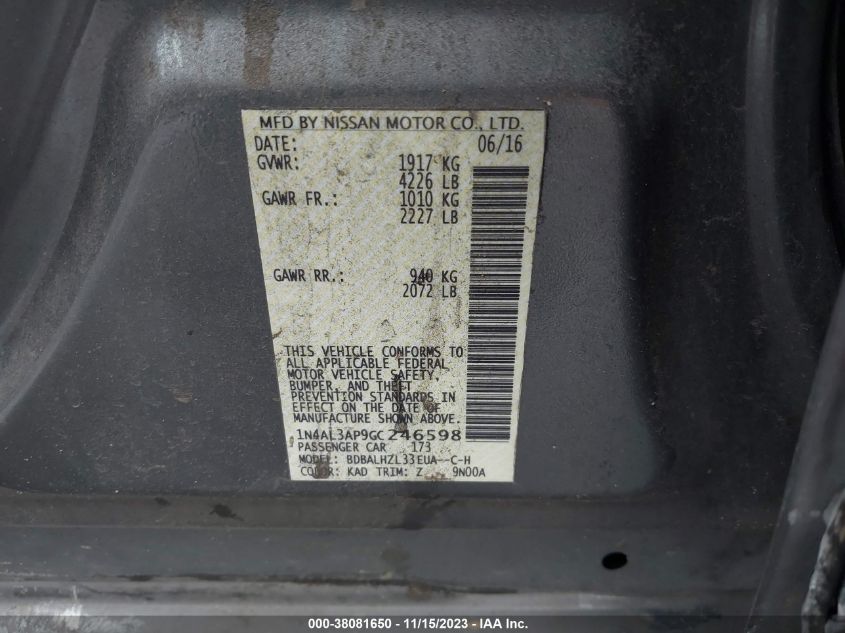 MFD BY NISSAN MOTOR CO., LTD.
DATE: 06/16
GVWR: 1917 KG
4226 LB
GAWR FR.: 1010 KG
2227 LB
GAWR RR.: 940 KG
2072 LB
THIS VEHICLE CONFORMS TO
ALL APPLICABLE FEDERAL
MOTOR VEHICLE SAFETY,
BUMPER, AND THEFT
PREVENTION STANDARDS IN
EFFECT ON THE DATE OF
MANUFACTURE SHOWN ABOVE.
1N4AL3AP9GC246598
PASSENGER CAR 173
MODEL: BDBALHZL33EUA--C-H
COLOR: KAD TRIM: Z 9N00A
000-38081650 - 11/15/2023 - IAA Inc.